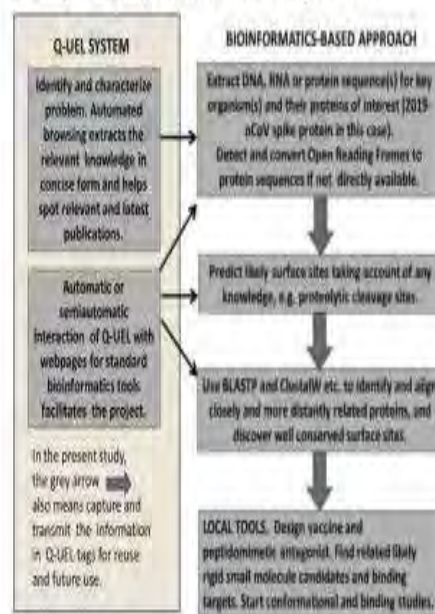 Q-UEL SYSTEM
Identify and characterize
problem. Automated
browsing extracts the
relevant knowledge in
concise form and helps
spot relevant and latest
publications.
Automatic or
semiautomatic
interaction of Q-UEL with
webpages for standard
bioinformatics tools
facilitates the project.
In the present study,
the grey arrow
also means capture and
transmit the information
in Q-UEL tags for reuse
and future use.
BIOINFORMATICS-BASED APPROACH
Extract DNA, RNA or protein sequence(s) for key
organism(s) and their proteins of interest (2019-
nCoV spike protein in this case).
Detect and convert Open Reading Frames to
protein sequences if not directly available.
Predict likely surface sites taking account of any
knowledge, e.g. proteolytic cleavage sites.
Use BLASTP and ClustalW etc. to identify and align
closely and more distantly related proteins, and
discover well conserved surface sites.
LOCAL TOOLS. Design vaccine and
peptidomimetic antagonist. Find related likely
rigid small molecule candidates and binding
targets. Start conformational and binding studies.